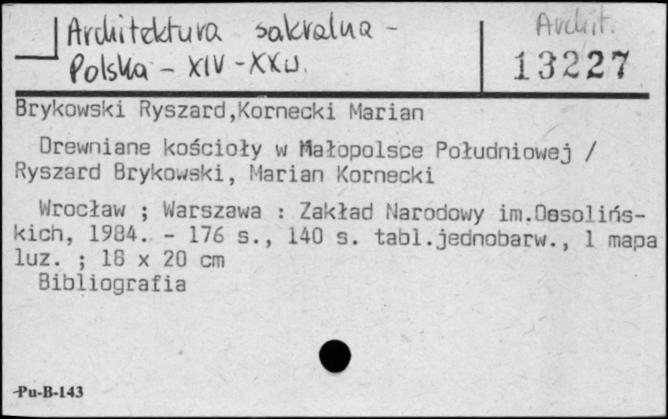 Architektura sakralna -
Polska - XIV - XX w.
Archit.
13227
Brykowski Ryszard,Kornecki Marian
Drewniane kościoły w Małopolsce Południowej /
Ryszard Brykowski, Marian Kornecki
Wrocław ; Warszawa : Zakład Narodowy im.Ossolińs-
kich, 1984. - 176 s., 140 s. tabl.jednobarw., 1 mapa
luz. ; 18 x 20 cm
Bibliografia
Pu-B-143